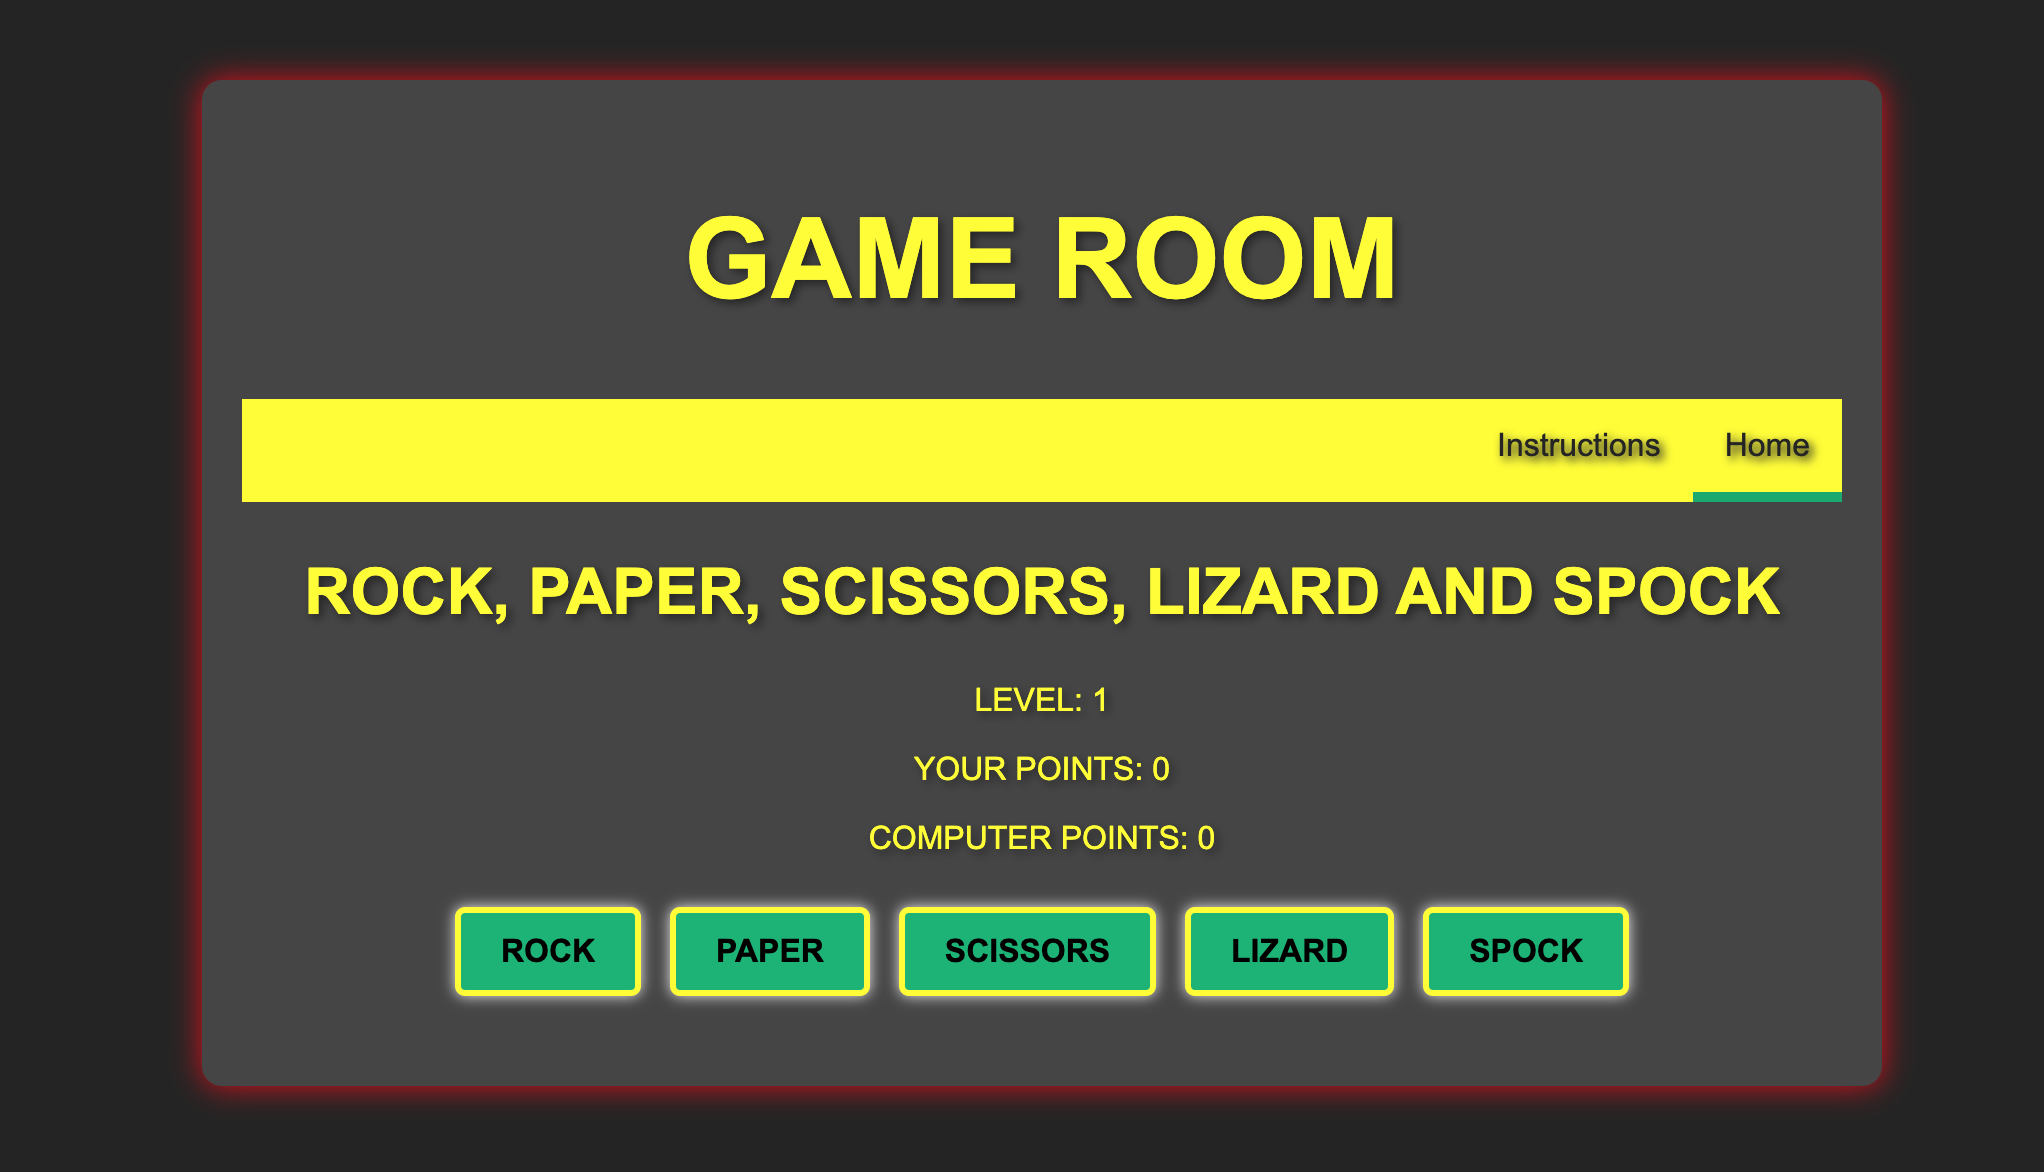 GAME ROOM
Instructions Home
ROCK, PAPER, SCISSORS, LIZARD AND SPOCK
LEVEL: 1
YOUR POINTS: 0
COMPUTER POINTS: 0
ROCK PAPER SCISSORS LIZARD SPOCK